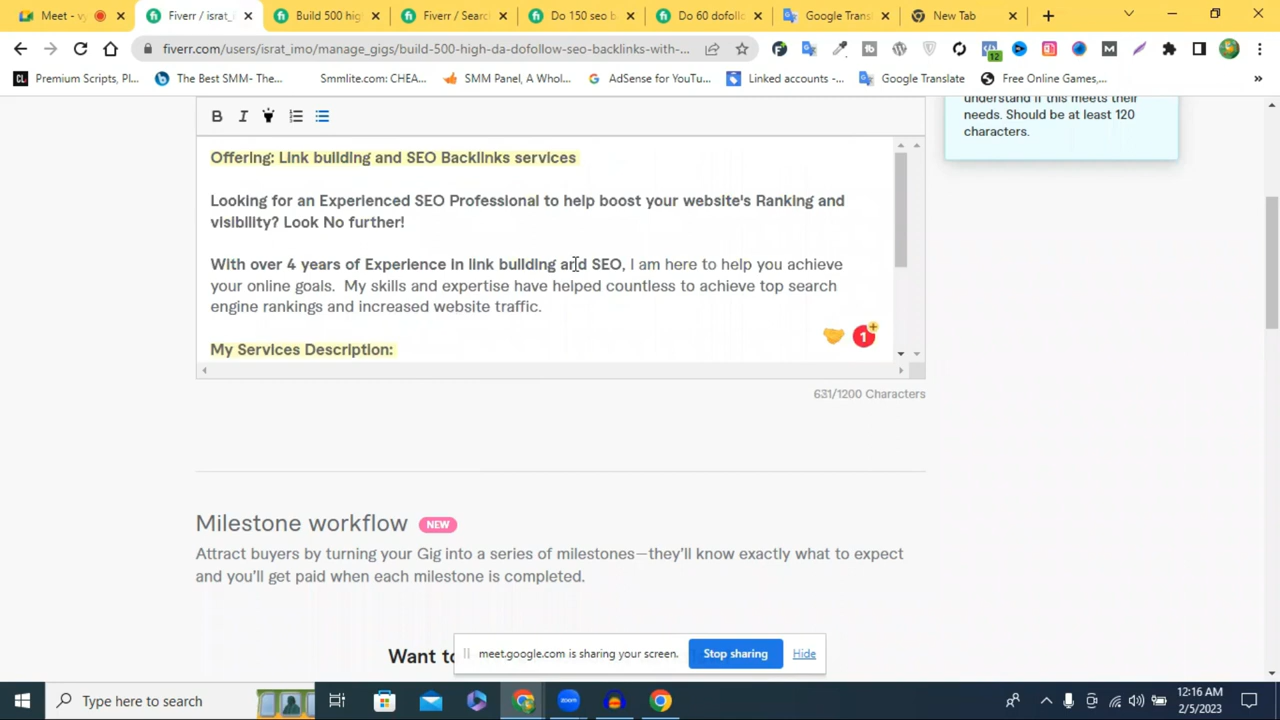 Meet - vy
Fiverr / israt_i
Build 500 hig
Fiverr / Search
Do 150 seo b
Do 60 dofoll
Google Trans
New Tab
fiverr.com/users/israt_imo/manage_gigs/build-500-high-da-dofollow-seo-backlinks-with-...
12
Premium Scripts, Pl...
The Best SMM- The...
Smmlite.com: CHEA...
SMM Panel, A Whol...
AdSense for YouTu...
Linked accounts -...
Google Translate
Free Online Games,...
understand if this meets their
needs. Should be at least 120
characters.
Offering: Link building and SEO Backlinks services
Looking for an Experienced SEO Professional to help boost your website's Ranking and
visibility? Look No further!
With over 4 years of Experience in link building and SEO, I am here to help you achieve
your online goals. My skills and expertise have helped countless to achieve top search
engine rankings and increased website traffic.
1
My Services Description:
631/1200 Characters
Milestone workflow NEW
Attract buyers by turning your Gig into a series of milestones—they'll know exactly what to expect
and you'll get paid when each milestone is completed.
Want to
meet.google.com is sharing your screen. Stop sharing Hide
Type here to search
12:16 AM
2/5/2023